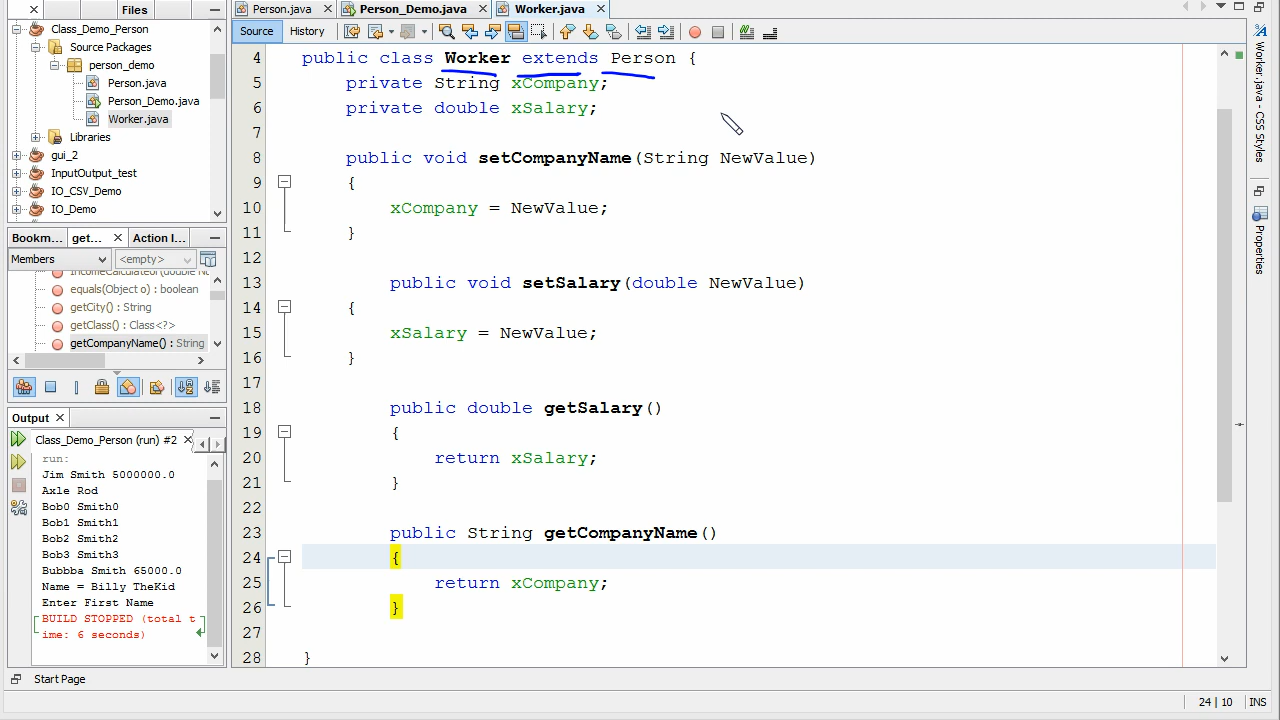 Files
Person.java
Person_Demo.java
Worker.java
Class_Demo_Person
Source Packages
person_demo
Person.java
Person_Demo.java
Worker.java
Libraries
gui_2
InputOutput_test
IO_CSV_Demo
IO_Demo
Source
History
4 public class Worker extends Person {
5 private String xCompany;
6 private double xSalary;
7
8 public void setCompanyName(String NewValue)
9 {
10 xCompany = NewValue;
11 }
12
13 public void setSalary(double NewValue)
14 {
15 xSalary = NewValue;
16 }
17
18 public double getSalary()
19 {
20 return xSalary;
21 }
22
23 public String getCompanyName()
24 {
25 return xCompany;
26 }
27
28 }
Bookm...
get...
Action I...
Members
<empty>
equals(Object o) : boolean
getCity() : String
getClass() : Class<?>
getCompanyName() : String
Output
Class_Demo_Person (run) #2
run:
Jim Smith 5000000.0
Axle Rod
Bob0 Smith0
Bob1 Smith1
Bob2 Smith2
Bob3 Smith3
Bubbba Smith 65000.0
Name = Billy TheKid
Enter First Name
BUILD STOPPED (total t
ime: 6 seconds)
Worker.java - CSS Styles
Properties
Start Page
24 | 10
INS